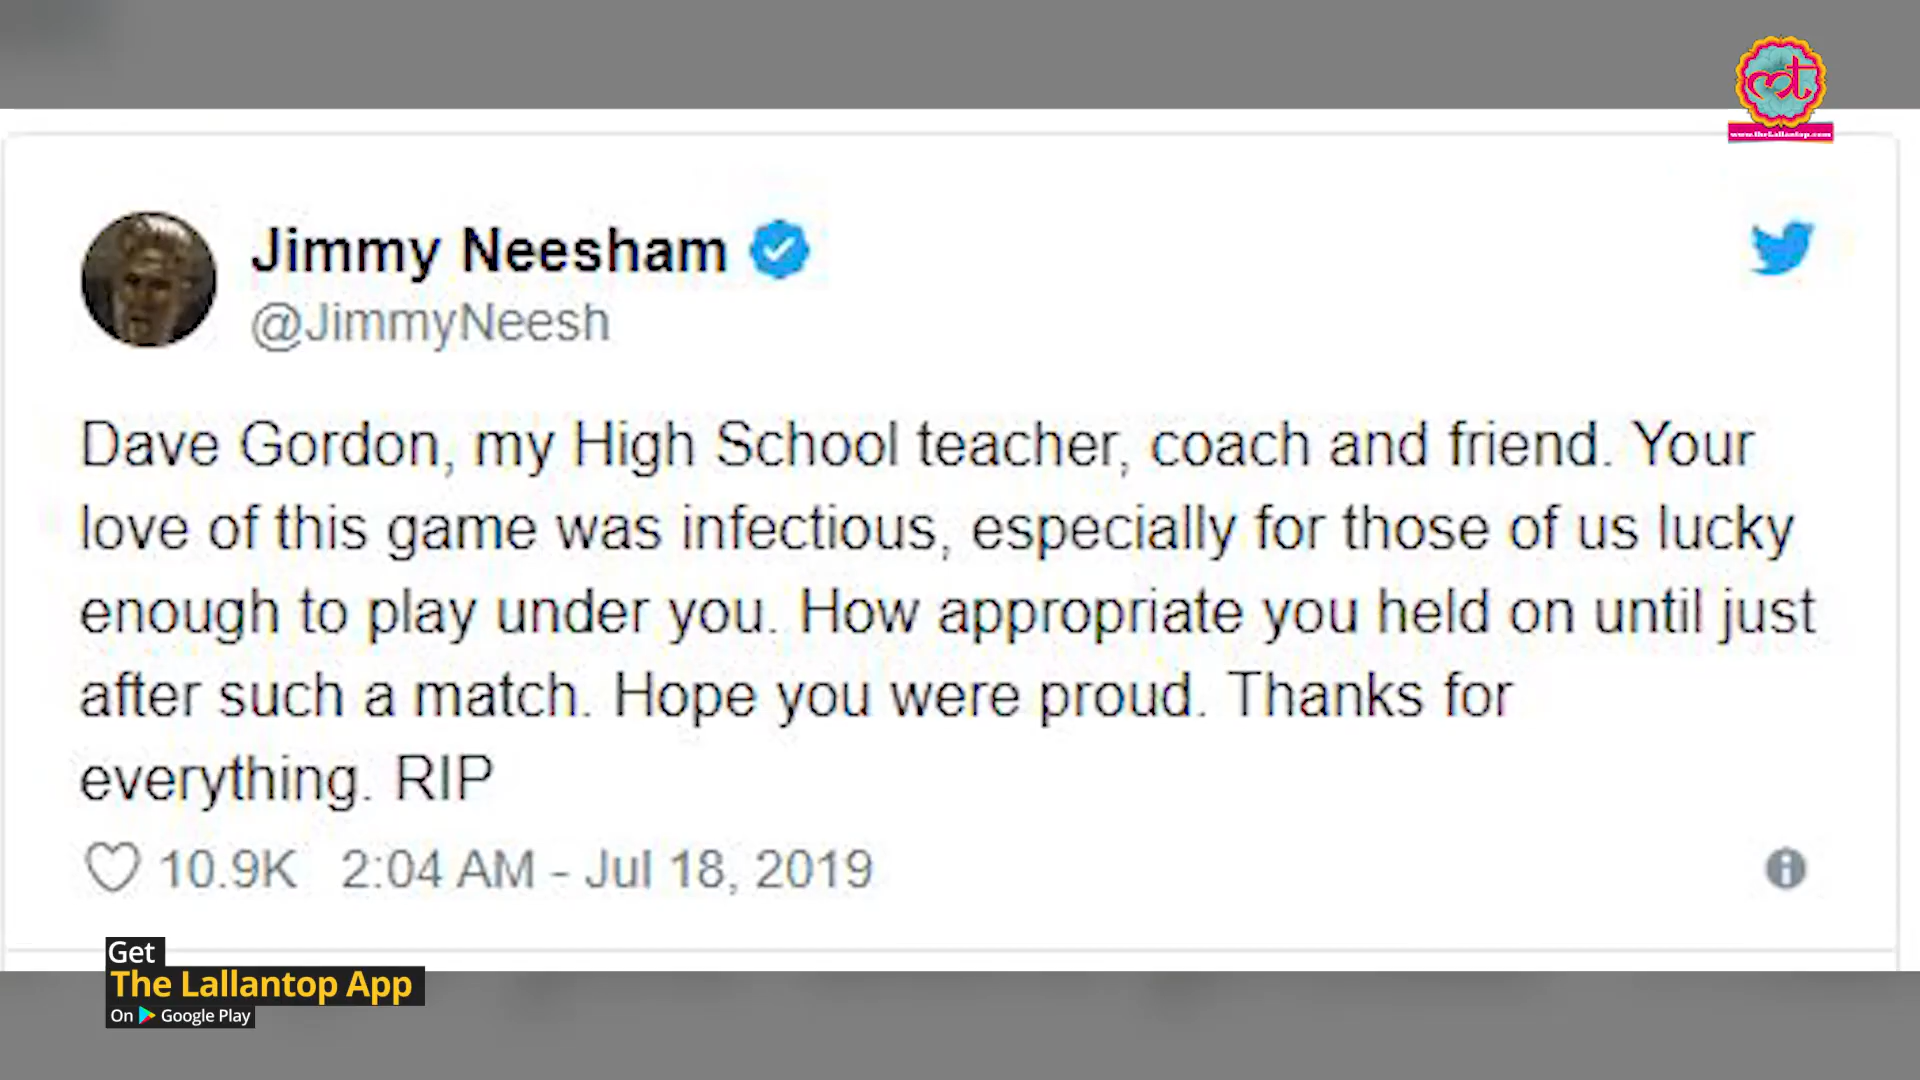 www.theLallantop.com
Jimmy Neesham
@JimmyNeesh
Dave Gordon, my High School teacher, coach and friend. Your
love of this game was infectious, especially for those of us lucky
enough to play under you. How appropriate you held on until just
after such a match. Hope you were proud. Thanks for
everything. RIP
10.9K 2:04 AM - Jul 18, 2019
Get
The Lallantop App
On Google Play